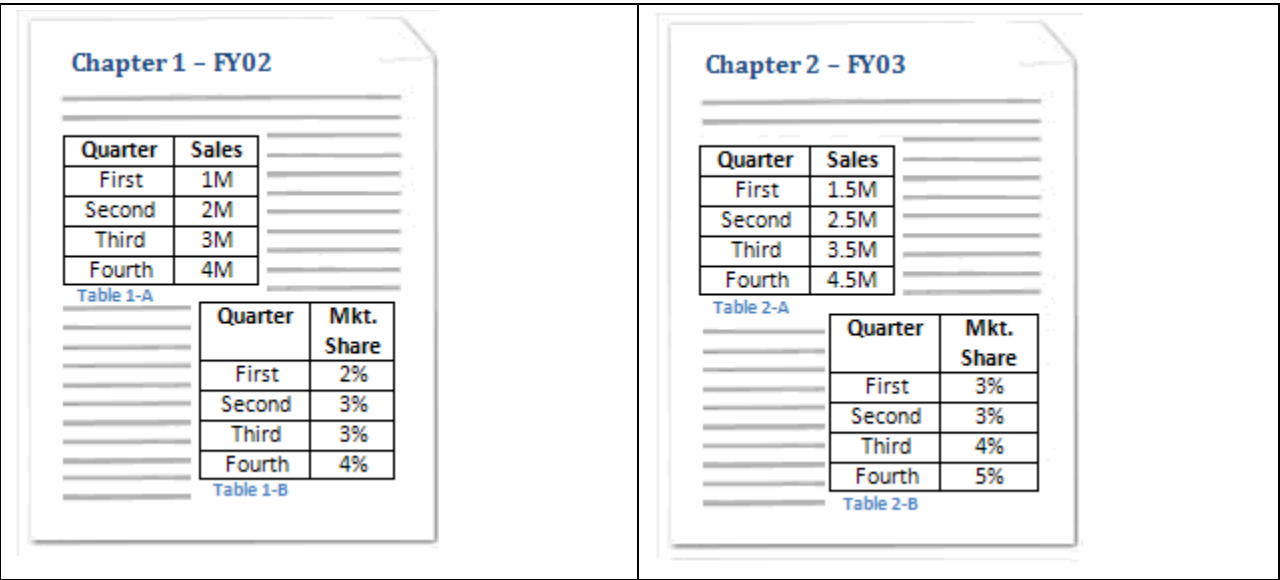 Chapter 1 – FY02
Quarter Sales
First 1M
Second 2M
Third 3M
Fourth 4M
Table 1-A
Quarter Mkt.
Share
First 2%
Second 3%
Third 3%
Fourth 4%
Table 1-B
Chapter 2 – FY03
Quarter Sales
First 1.5M
Second 2.5M
Third 3.5M
Fourth 4.5M
Table 2-A
Quarter Mkt.
Share
First 3%
Second 3%
Third 4%
Fourth 5%
Table 2-B